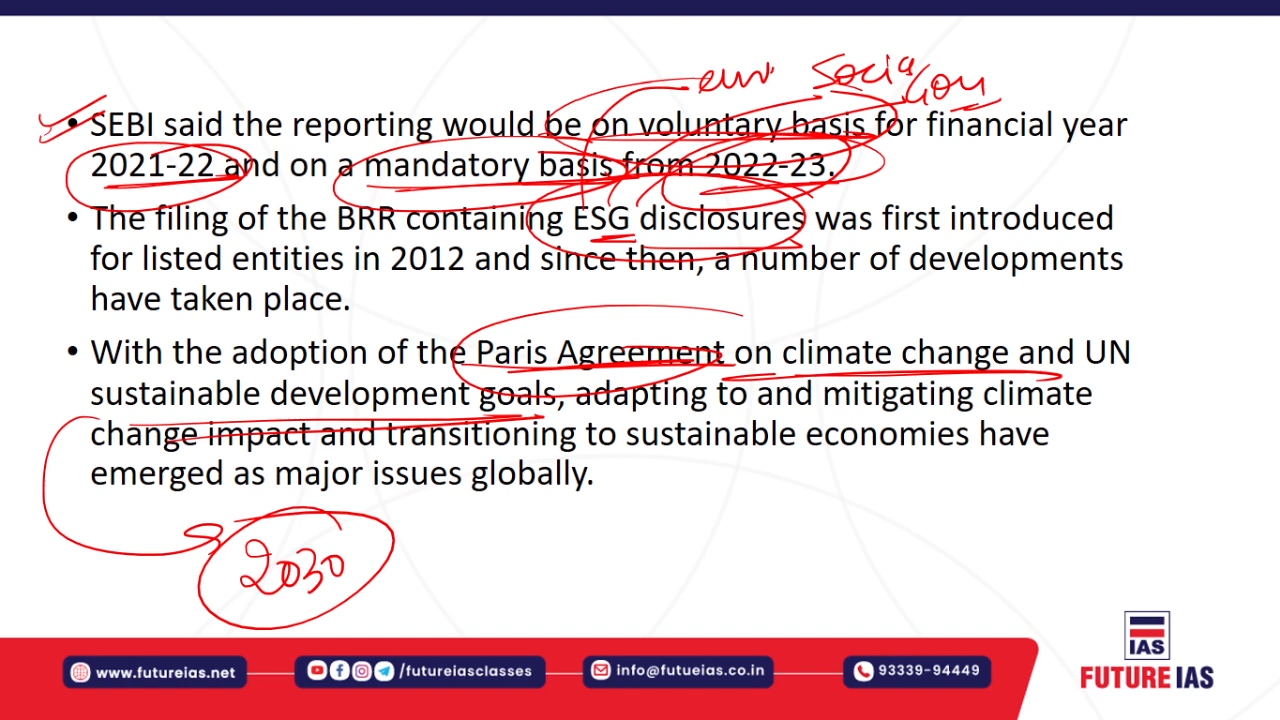 env. Social
Gov
• SEBI said the reporting would be on voluntary basis for financial year
2021-22 and on a mandatory basis from 2022-23.
• The filing of the BRR containing ESG disclosures was first introduced
for listed entities in 2012 and since then, a number of developments
have taken place.
• With the adoption of the Paris Agreement on climate change and UN
sustainable development goals, adapting to and mitigating climate
change impact and transitioning to sustainable economies have
emerged as major issues globally.
2030
www.futureias.net
/futureiasclasses
info@futueias.co.in
93339-94449
IAS
FUTURE IAS